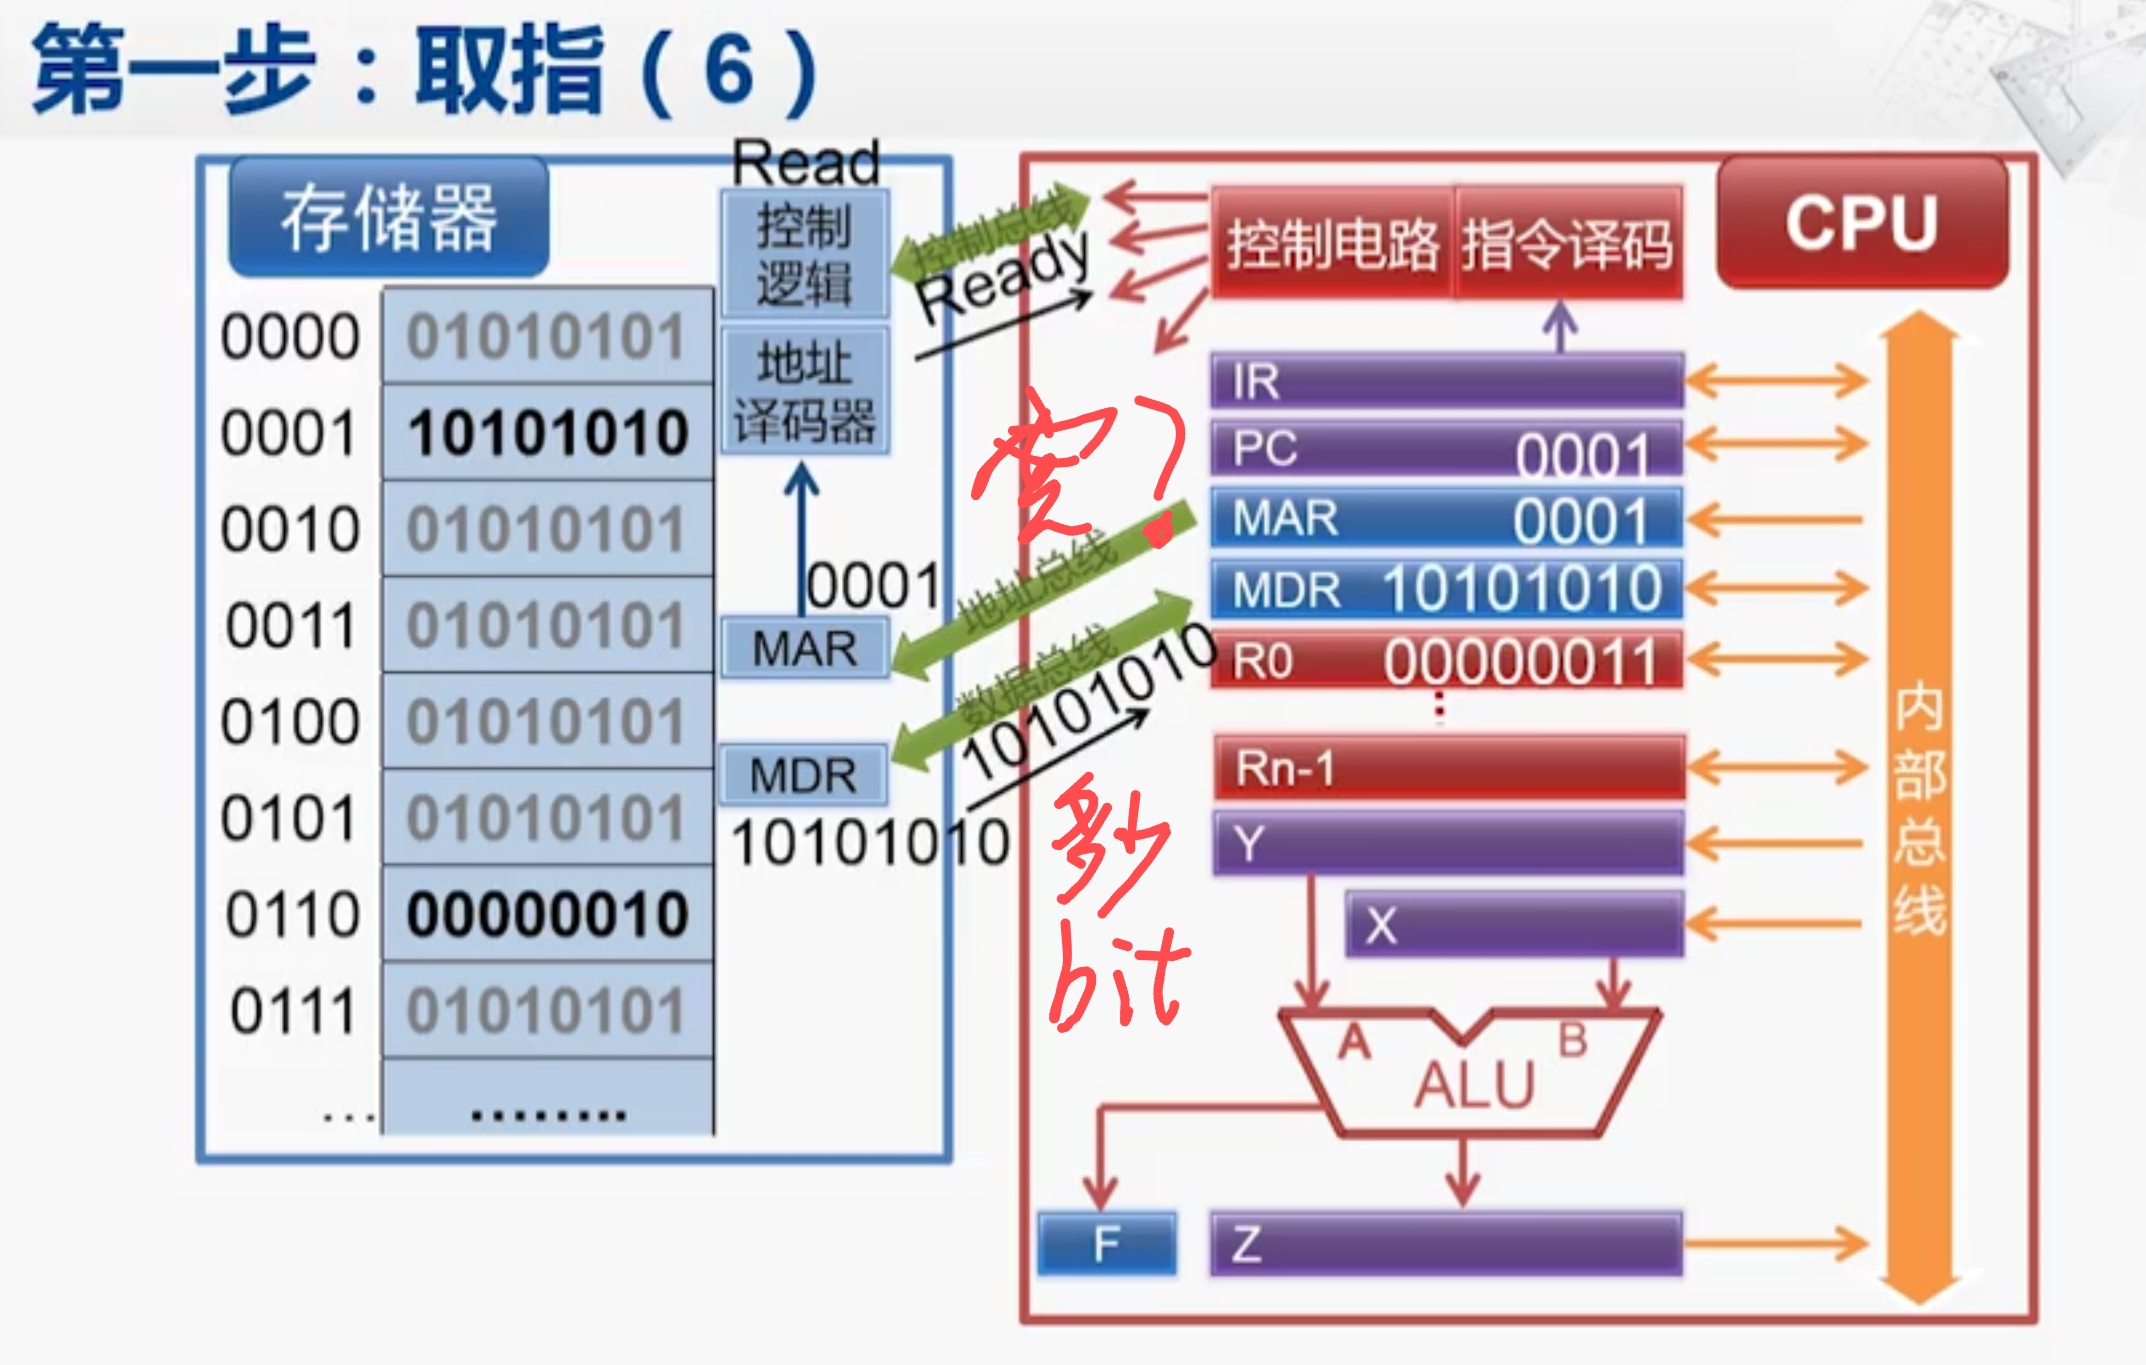 第一步：取指（6）
存储器
Read
控制
逻辑
地址
译码器
0001
MAR
MDR
10101010
0000 01010101
0001 10101010
0010 01010101
0011 01010101
0100 01010101
0101 01010101
0110 00000010
0111 01010101
... ........
控制总线
Ready
地址总线
数据总线
10101010
宽？
多少
bit
CPU
控制电路 指令译码
IR
PC 0001
MAR 0001
MDR 10101010
R0 00000011
⋮
Rn-1
Y
X
A B
ALU
F
Z
内部总线